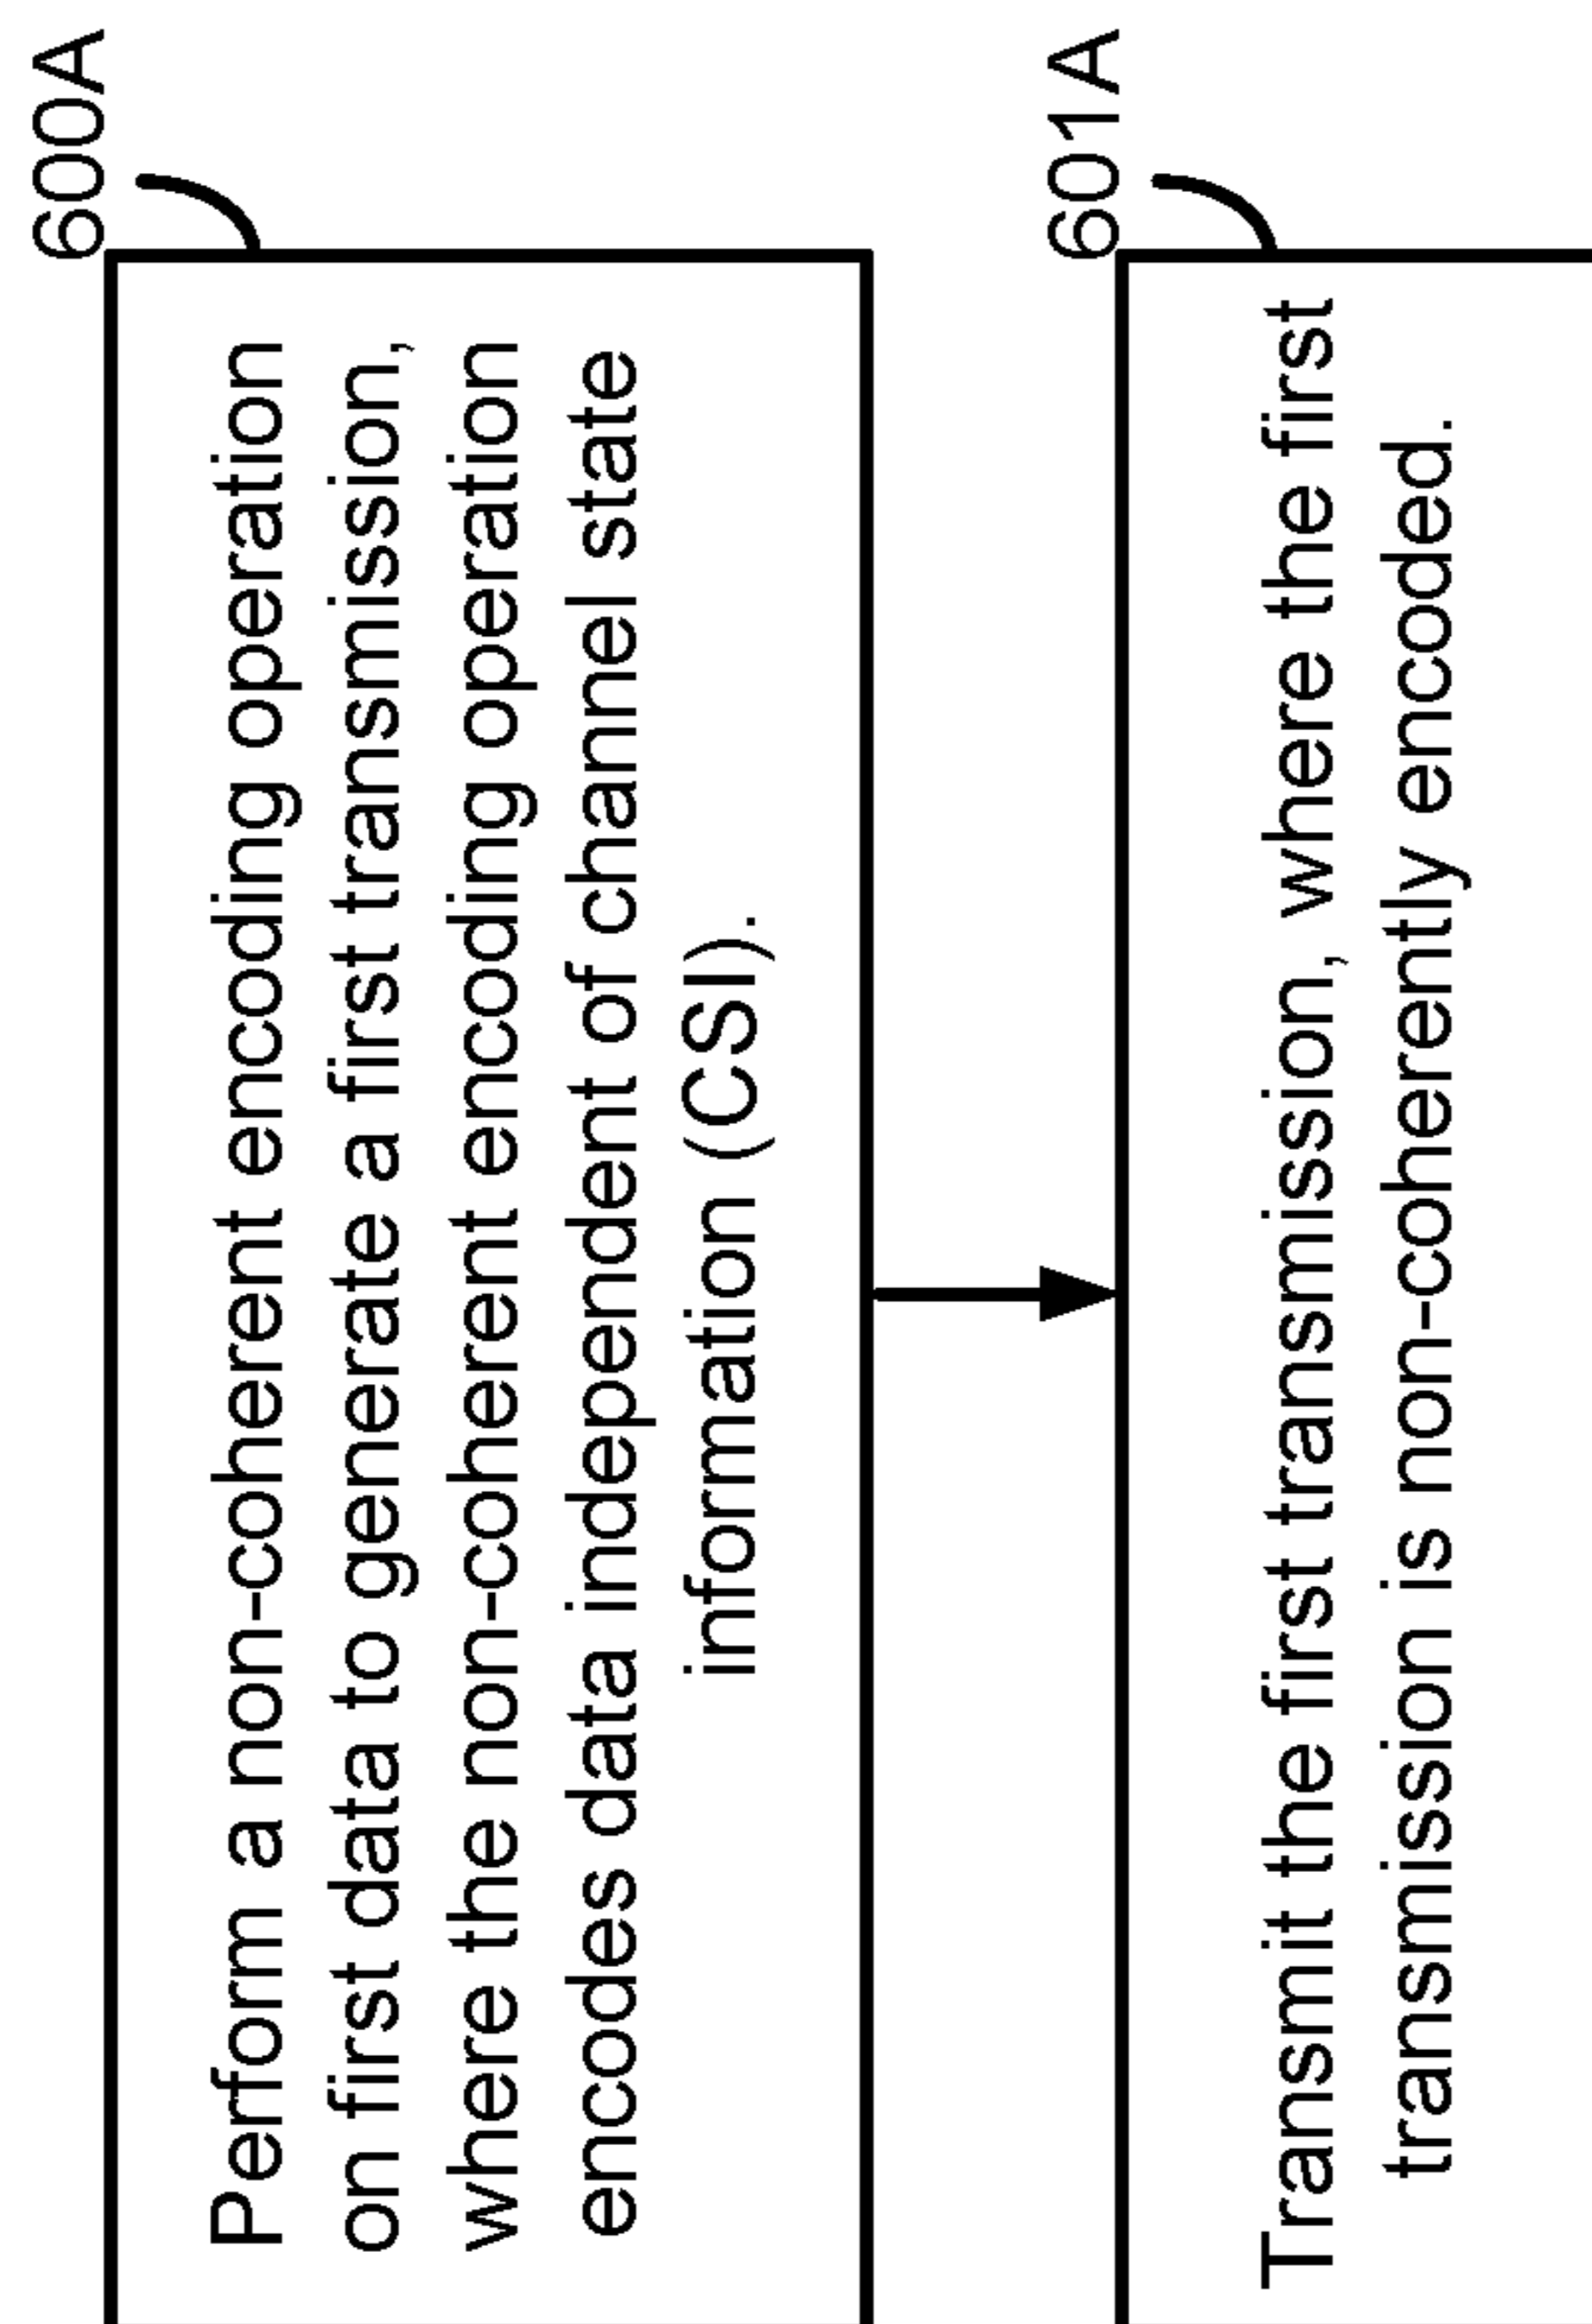 600A
Perform a non-coherent encoding operation
on first data to generate a first transmission,
where the non-coherent encoding operation
encodes data independent of channel state
information (CSI).
601A
Transmit the first transmission, where the first
transmission is non-coherently encoded.